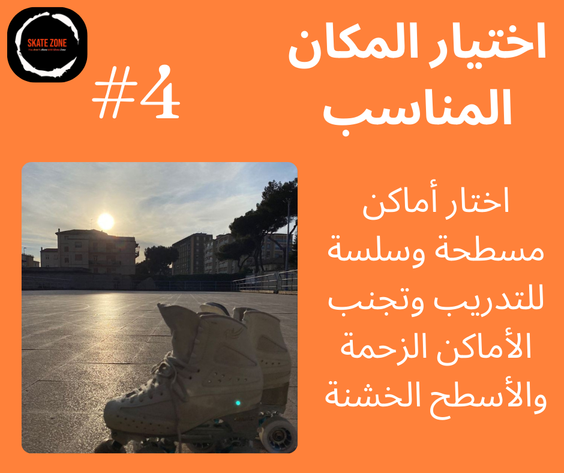 SKATE ZONE
اختيار المكان
المناسب
#4
اختار أماكن
مسطحة وسلسة
للتدريب وتجنب
الأماكن الزحمة
والأسطح الخشنة